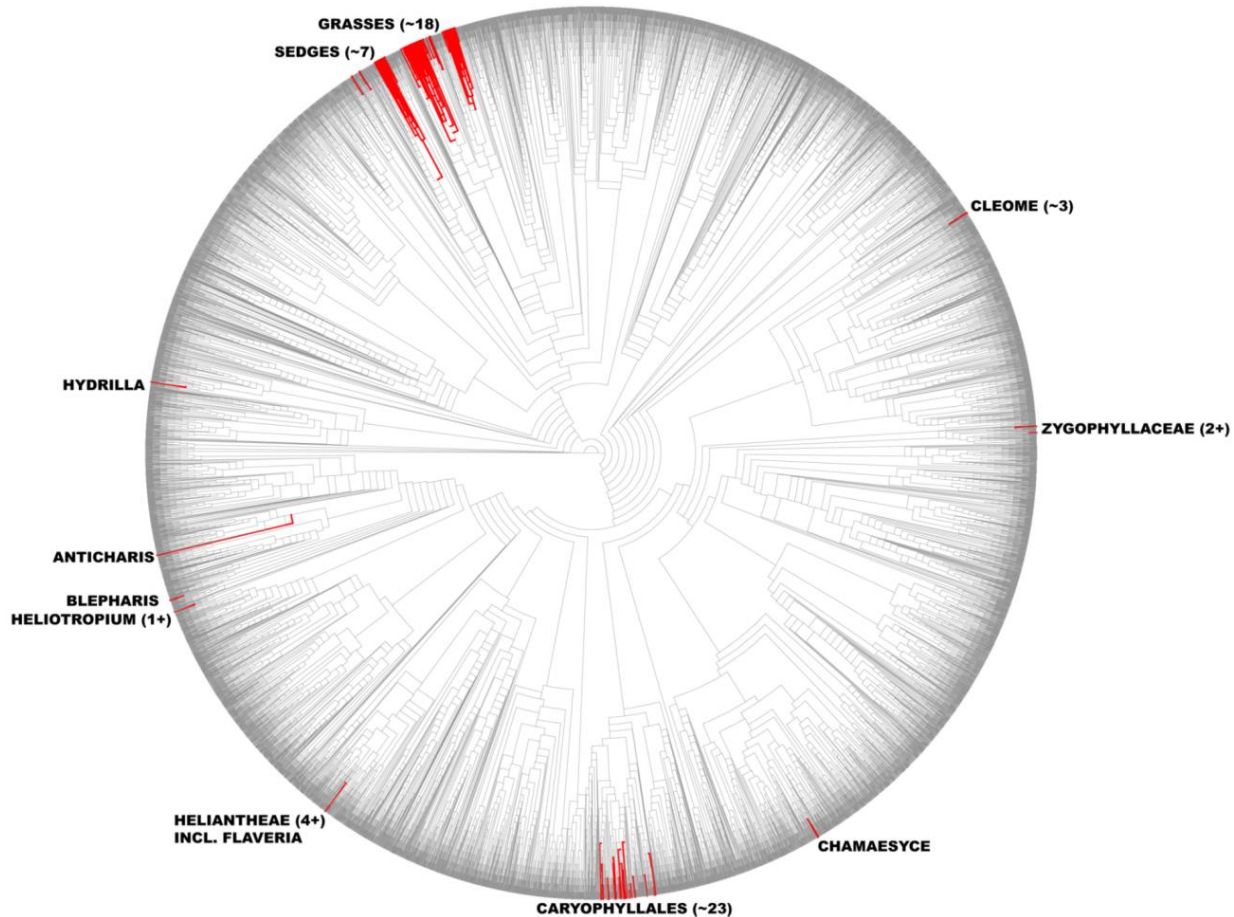 GRASSES (~18)
SEDGES (~7)
CLEOME (~3)
HYDRILLA
ZYGOPHYLLACEAE (2+)
ANTICHARIS
BLEPHARIS
HELIOTROPIUM (1+)
HELIANTHEAE (4+)
INCL. FLAVERIA
CHAMAESYCE
CARYOPHYLLALES (~23)